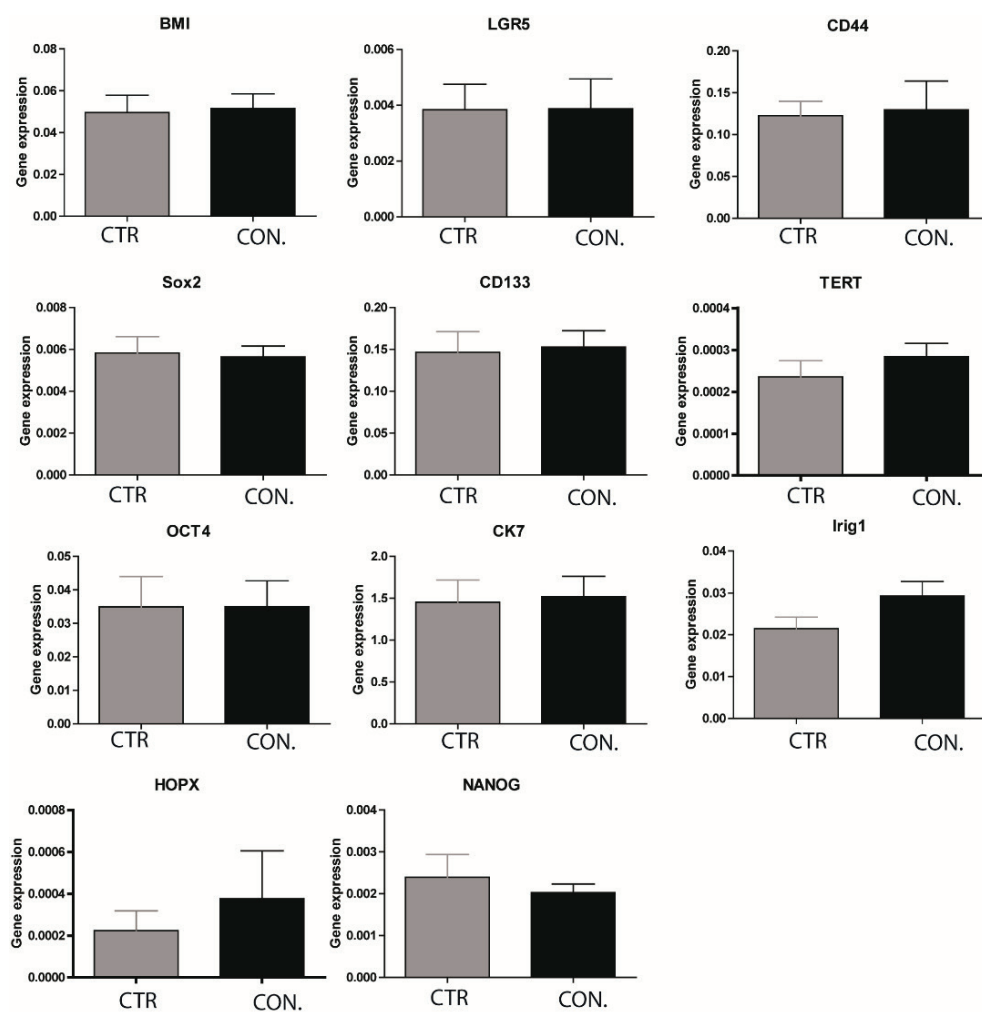 BMI
Gene expression
0.08
0.06
0.04
0.02
0.00
CTR
CON.
LGR5
Gene expression
0.006
0.004
0.002
0.000
CTR
CON.
CD44
Gene expression
0.20
0.15
0.10
0.05
0.00
CTR
CON.
Sox2
Gene expression
0.008
0.006
0.004
0.002
0.000
CTR
CON.
CD133
Gene expression
0.20
0.15
0.10
0.05
0.00
CTR
CON.
TERT
Gene expression
0.0004
0.0003
0.0002
0.0001
0.0000
CTR
CON.
OCT4
Gene expression
0.05
0.04
0.03
0.02
0.01
0.00
CTR
CON.
CK7
Gene expression
2.0
1.5
1.0
0.5
0.0
CTR
CON.
lrig1
Gene expression
0.04
0.03
0.02
0.01
0.00
CTR
CON.
HOPX
Gene expression
0.0008
0.0006
0.0004
0.0002
0.0000
CTR
CON.
NANOG
Gene expression
0.004
0.003
0.002
0.001
0.000
CTR
CON.